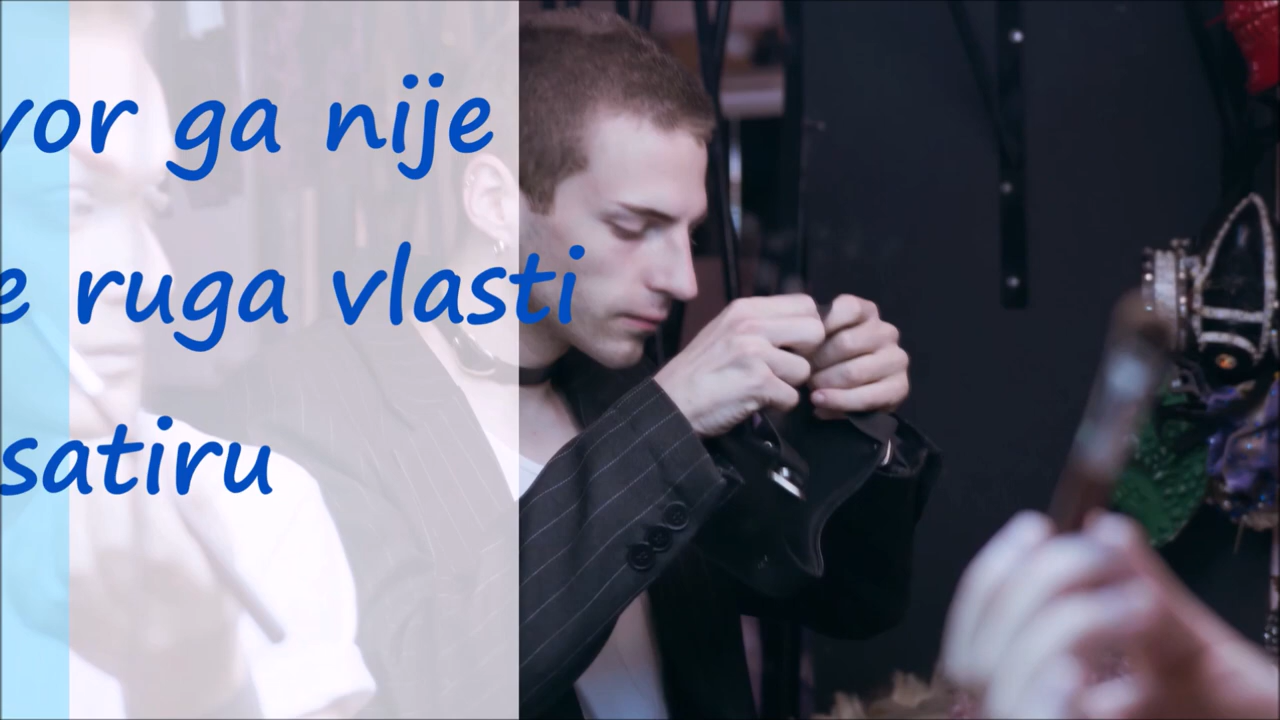 vor ga nije
e ruga vlasti
satiru